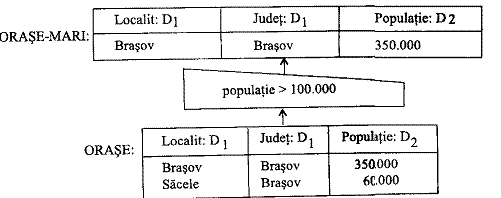 Localit: D1 Județ: D1 Populație: D2
ORAȘE-MARI:
Brașov Brașov 350.000
populație > 100.000
ORAȘE: Localit: D1 Județ: D1 Populație: D2
Brașov Brașov 350.000
Săcele Brașov 60.000